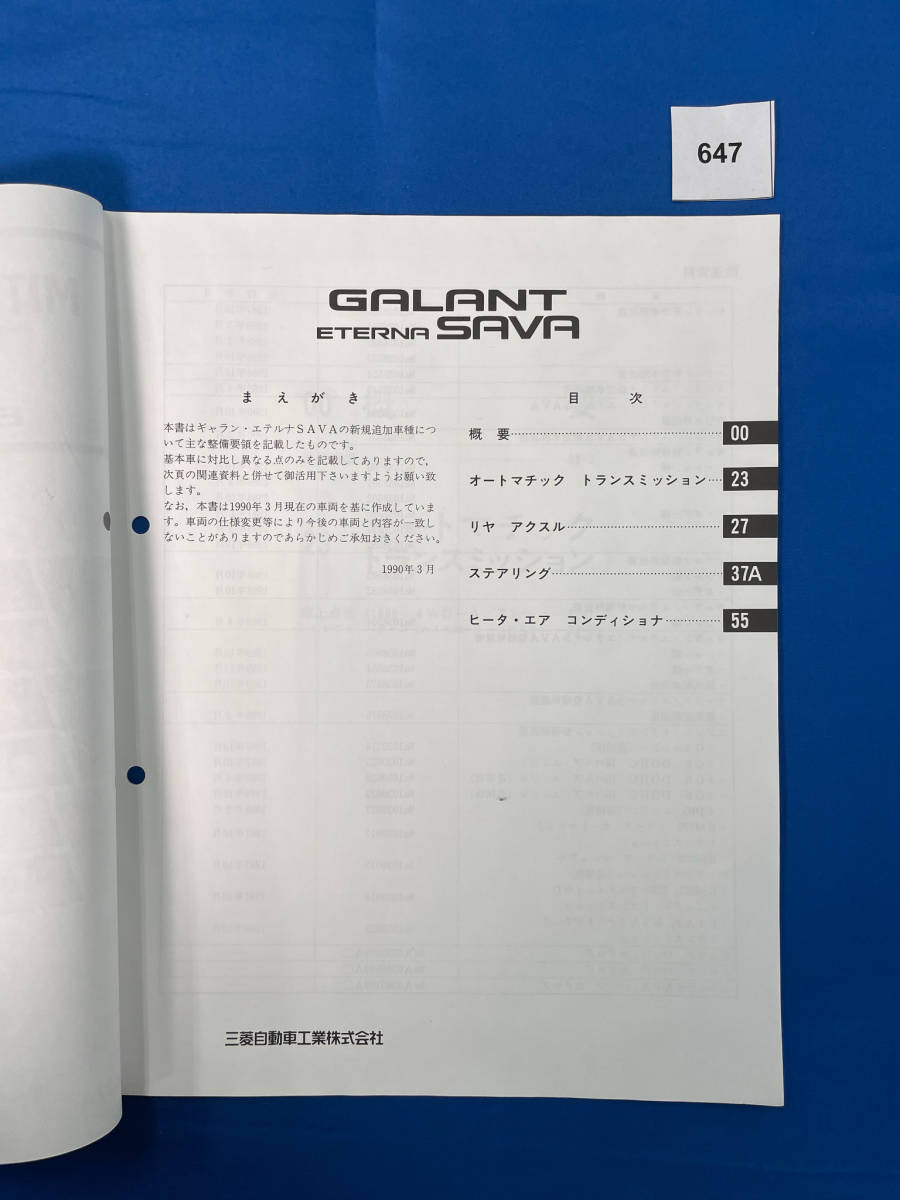 647
GALANT
ETERNA SAVA
まえがき
本書はギャラン・エテルナSAVAの新規追加車種につ
いて主な整備要領を記載したものです。
基本車に対比し異なる点のみを記載してありますので、
次頁の関連資料と併せて御活用下さいますようお願い致
します。
なお、本書は1990年3月現在の車両を基に作成していま
す。車両の仕様変更等により今後の車両と内容が一致し
ないことがありますのであらかじめご承知おきください。
1990年3月
目次
概要 00
オートマチック トランスミッション 23
リヤ アクスル 27
ステアリング 37A
ヒータ・エア コンディショナ 55
三菱自動車工業株式会社